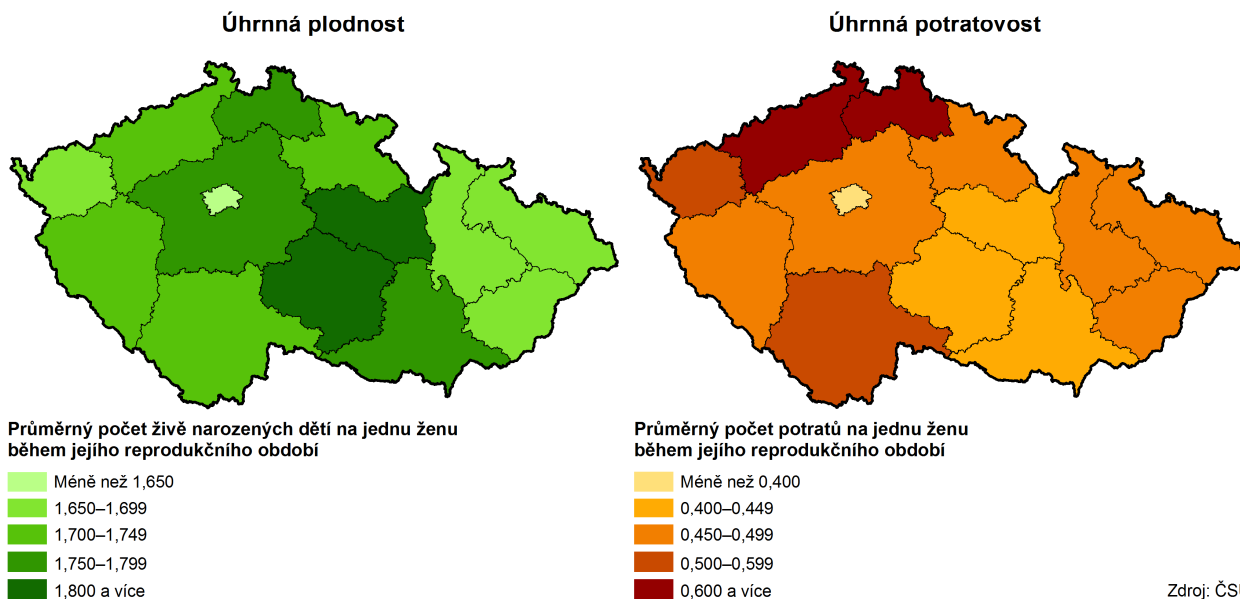 Úhrnná plodnost
Úhrnná potratovost
Průměrný počet živě narozených dětí na jednu ženu
během jejího reprodukčního období
Méně než 1,650
1,650–1,699
1,700–1,749
1,750–1,799
1,800 a více
Průměrný počet potratů na jednu ženu
během jejího reprodukčního období
Méně než 0,400
0,400–0,449
0,450–0,499
0,500–0,599
0,600 a více
Zdroj: ČSÚ